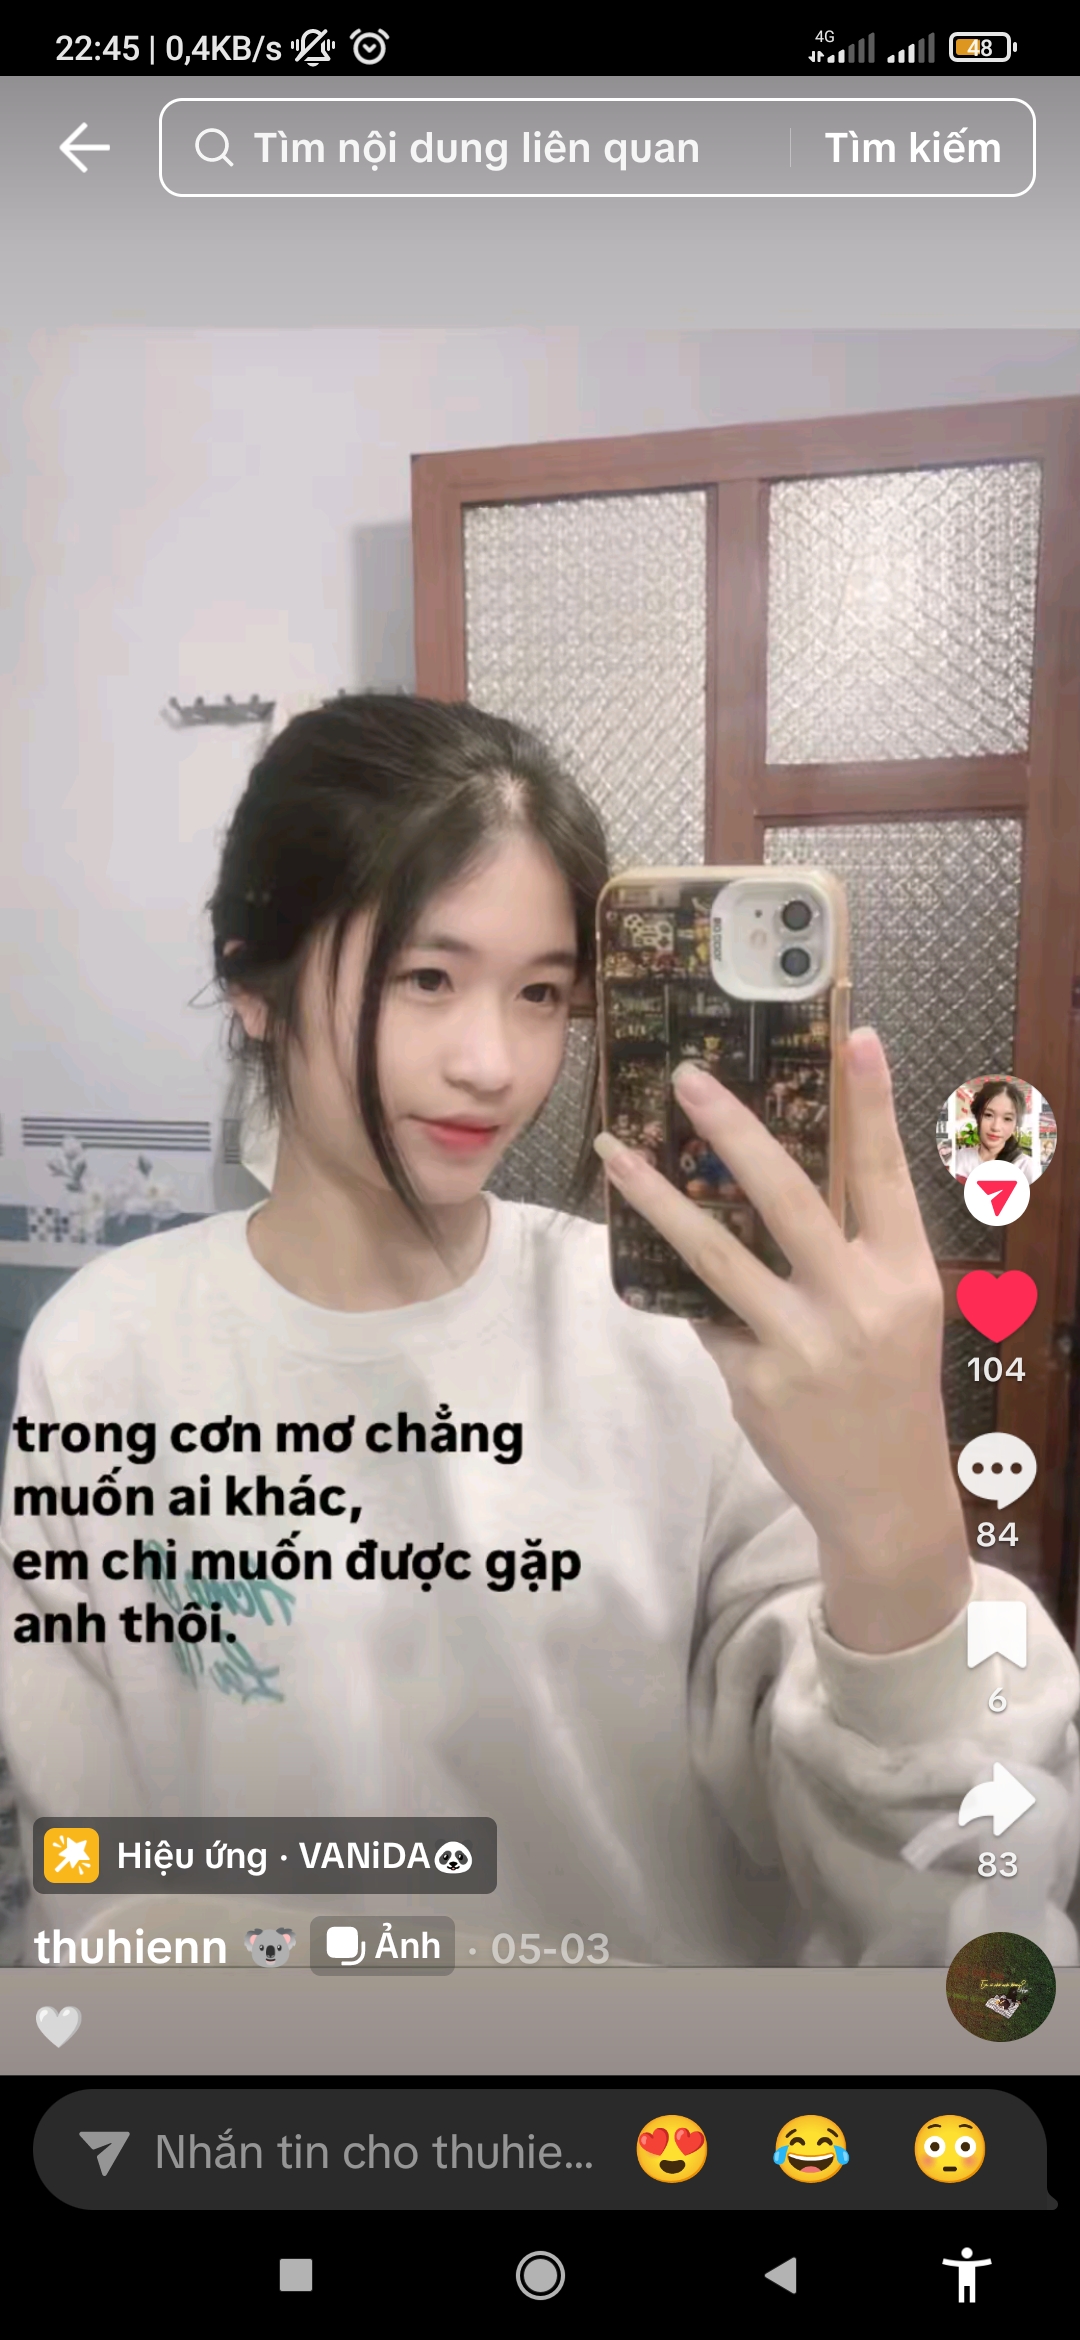 22:45 | 0,4KB/s
4G
48
Tìm nội dung liên quan
Tìm kiếm
trong cơn mơ chẳng
muốn ai khác,
em chỉ muốn được gặp
anh thôi.
104
84
6
83
Hiệu ứng · VANiDA🐼
thuhienn 🐨 Ảnh · 05-03
🤍
Nhắn tin cho thuhie...